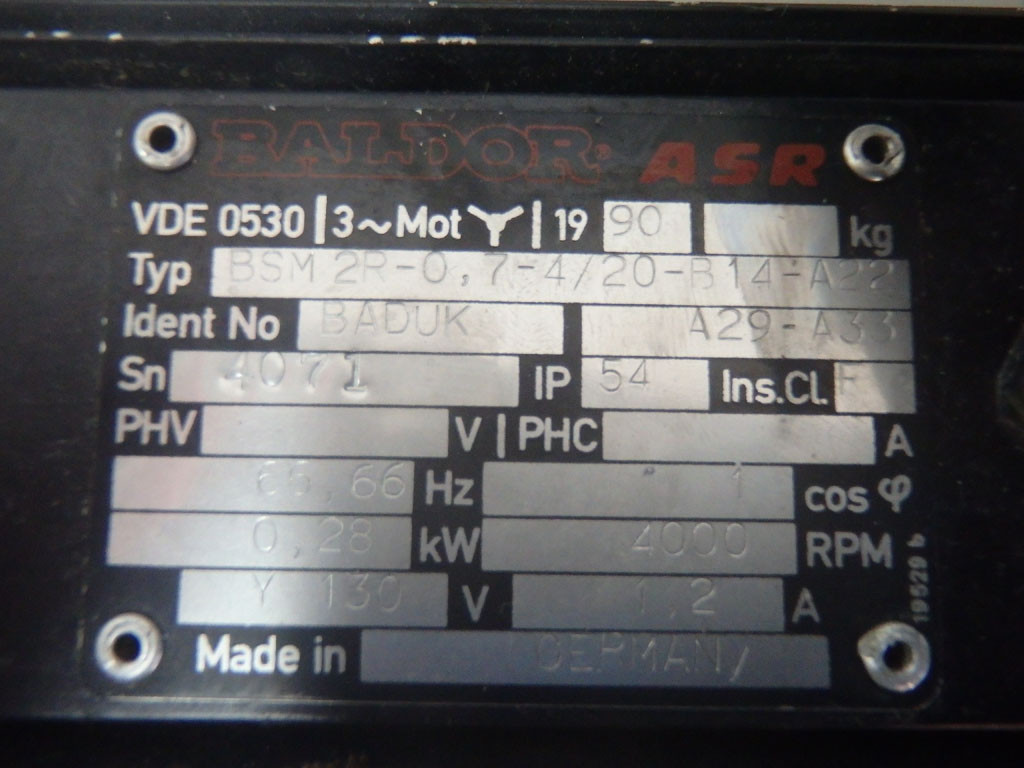 BALDOR® ASR
VDE 0530 | 3~Mot Y | 19 90 kg
Typ BSM 2R-0,7-4/20-B14-A22
Ident No BADUK A29-A33
Sn 4071 IP 54 Ins.Cl. F
PHV V | PHC A
65,66 Hz 1 cos φ
0,28 kW 4000 RPM
Y 130 V 1,2 A
Made in GERMANY
19529 b